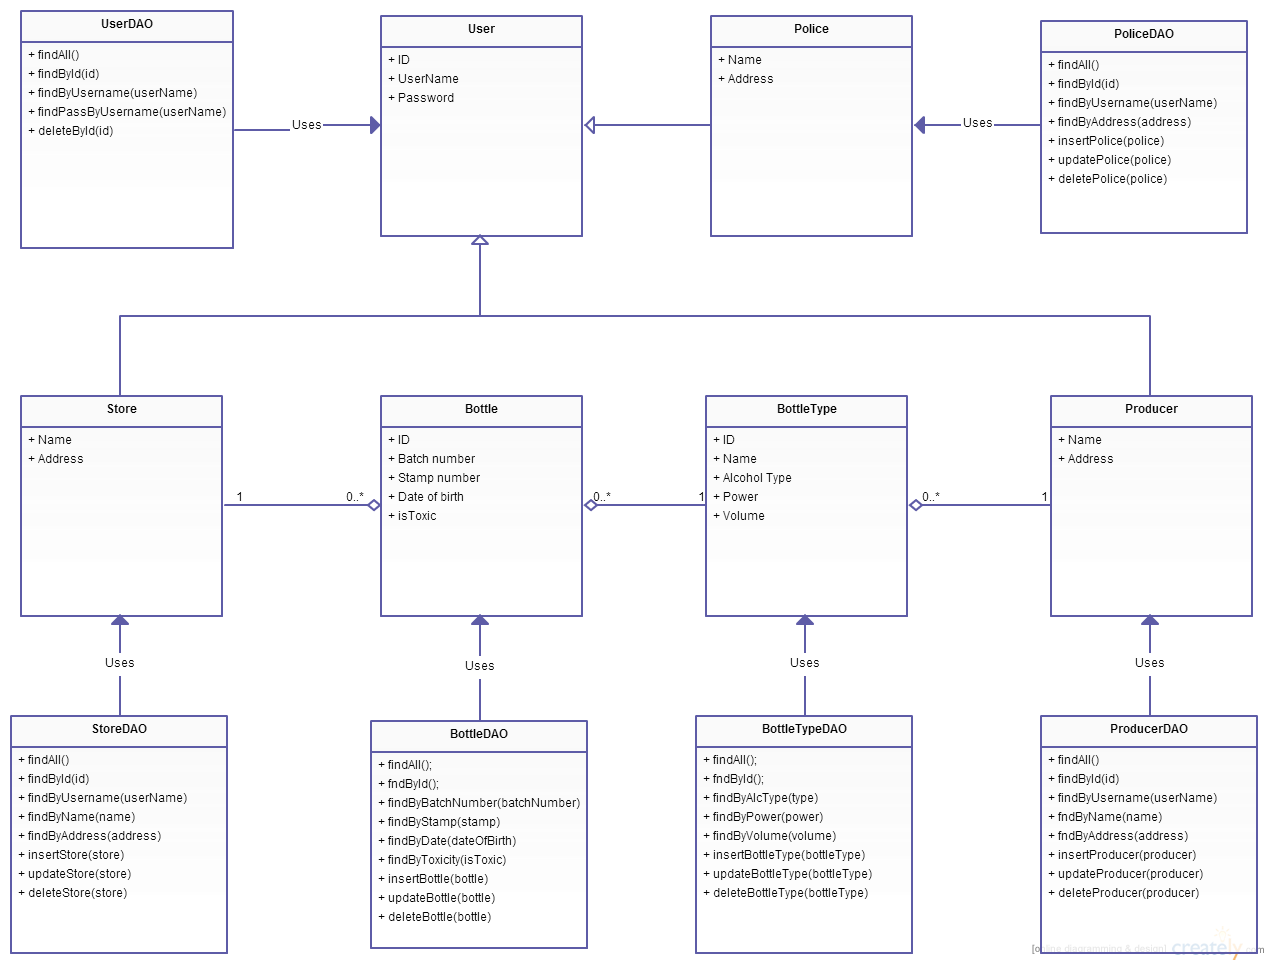 UserDAO
+ findAll()
+ findById(id)
+ findByUsername(userName)
+ findPassByUsername(userName)
+ deleteById(id)
Uses
User
+ ID
+ UserName
+ Password
Police
+ Name
+ Address
Uses
PoliceDAO
+ findAll()
+ findById(id)
+ findByUsername(userName)
+ findByAddress(address)
+ insertPolice(police)
+ updatePolice(police)
+ deletePolice(police)
Store
+ Name
+ Address
1
0..*
Bottle
+ ID
+ Batch number
+ Stamp number
+ Date of birth
+ isToxic
0..*
1
BottleType
+ ID
+ Name
+ Alcohol Type
+ Power
+ Volume
0..*
1
Producer
+ Name
+ Address
Uses
Uses
Uses
Uses
StoreDAO
+ findAll()
+ findById(id)
+ findByUsername(userName)
+ findByName(name)
+ findByAddress(address)
+ insertStore(store)
+ updateStore(store)
+ deleteStore(store)
BottleDAO
+ findAll();
+ fndById();
+ findByBatchNumber(batchNumber)
+ findByStamp(stamp)
+ findByDate(dateOfBirth)
+ findByToxicity(isToxic)
+ insertBottle(bottle)
+ updateBottle(bottle)
+ deleteBottle(bottle)
BottleTypeDAO
+ findAll();
+ fndById();
+ findByAlcType(type)
+ findByPower(power)
+ findByVolume(volume)
+ insertBottleType(bottleType)
+ updateBottleType(bottleType)
+ deleteBottleType(bottleType)
ProducerDAO
+ findAll()
+ findById(id)
+ findByUsername(userName)
+ fndByName(name)
+ fndByAddress(address)
+ insertProducer(producer)
+ updateProducer(producer)
+ deleteProducer(producer)
[online diagramming & design] creately.com